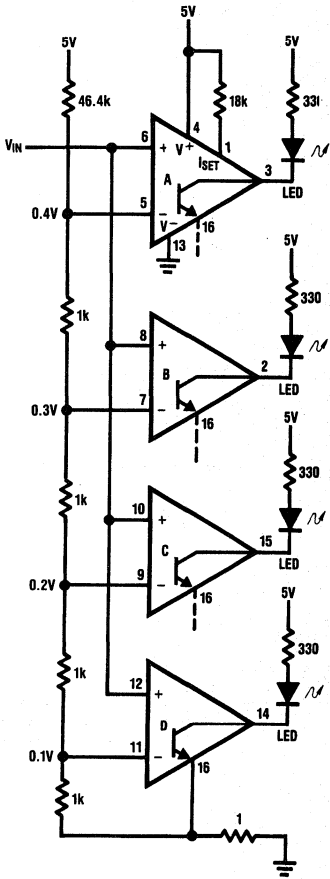 5V
5V
5V
46.4k
18k
331
4
1
V+
ISET
6
+
VIN
A
3
LED
0.4V
5
−
V−
16
13
5V
1k
330
8
+
B
2
0.3V
7
−
16
LED
5V
1k
330
10
+
C
15
0.2V
9
−
16
LED
5V
1k
330
12
+
D
14
0.1V
11
−
16
LED
1k
1